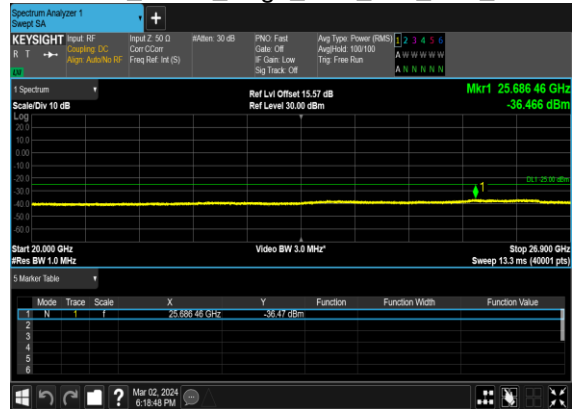 Spectrum Analyzer 1
Swept SA
+
KEYSIGHT
R T
LXI
Input: RF
Coupling: DC
Align: Auto/No RF
Input Z: 50 Ω
Corr CCorr
Freq Ref: Int (S)
#Atten: 30 dB
PNO: Fast
Gate: Off
IF Gain: Low
Sig Track: Off
Avg Type: Power (RMS)
Avg|Hold: 100/100
Trig: Free Run
1 2 3 4 5 6
A W W W W W
A N N N N N
1 Spectrum
Scale/Div 10 dB
Ref Lvl Offset 15.57 dB
Ref Level 30.00 dBm
Mkr1 25.686 46 GHz
-36.466 dBm
Log
20.0
10.0
0.00
-10.0
-20.0
-30.0
-40.0
-50.0
-60.0
DL1 -25.00 dBm
1
Start 20.000 GHz
#Res BW 1.0 MHz
Video BW 3.0 MHz*
Stop 26.900 GHz
Sweep 13.3 ms (40001 pts)
5 Marker Table
Mode Trace Scale X Y Function Function Width Function Value
1 N 1 f 25.686 46 GHz -36.47 dBm
2
3
4
5
6
?
Mar 02, 2024
6:18:48 PM